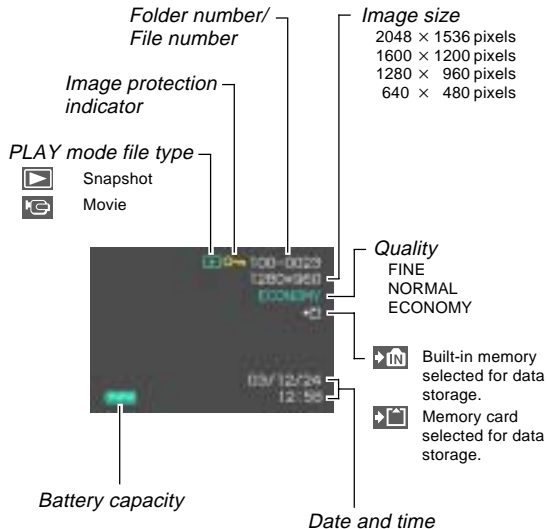 Folder number/
File number
Image size
2048 × 1536 pixels
1600 × 1200 pixels
1280 × 960 pixels
640 × 480 pixels
Image protection
indicator
PLAY mode file type
Snapshot
Movie
100-0023
1280×960
ECONOMY
03/12/24
12:58
Quality
FINE
NORMAL
ECONOMY
IN
Built-in memory
selected for data
storage.
Memory card
selected for data
storage.
Battery capacity
Date and time